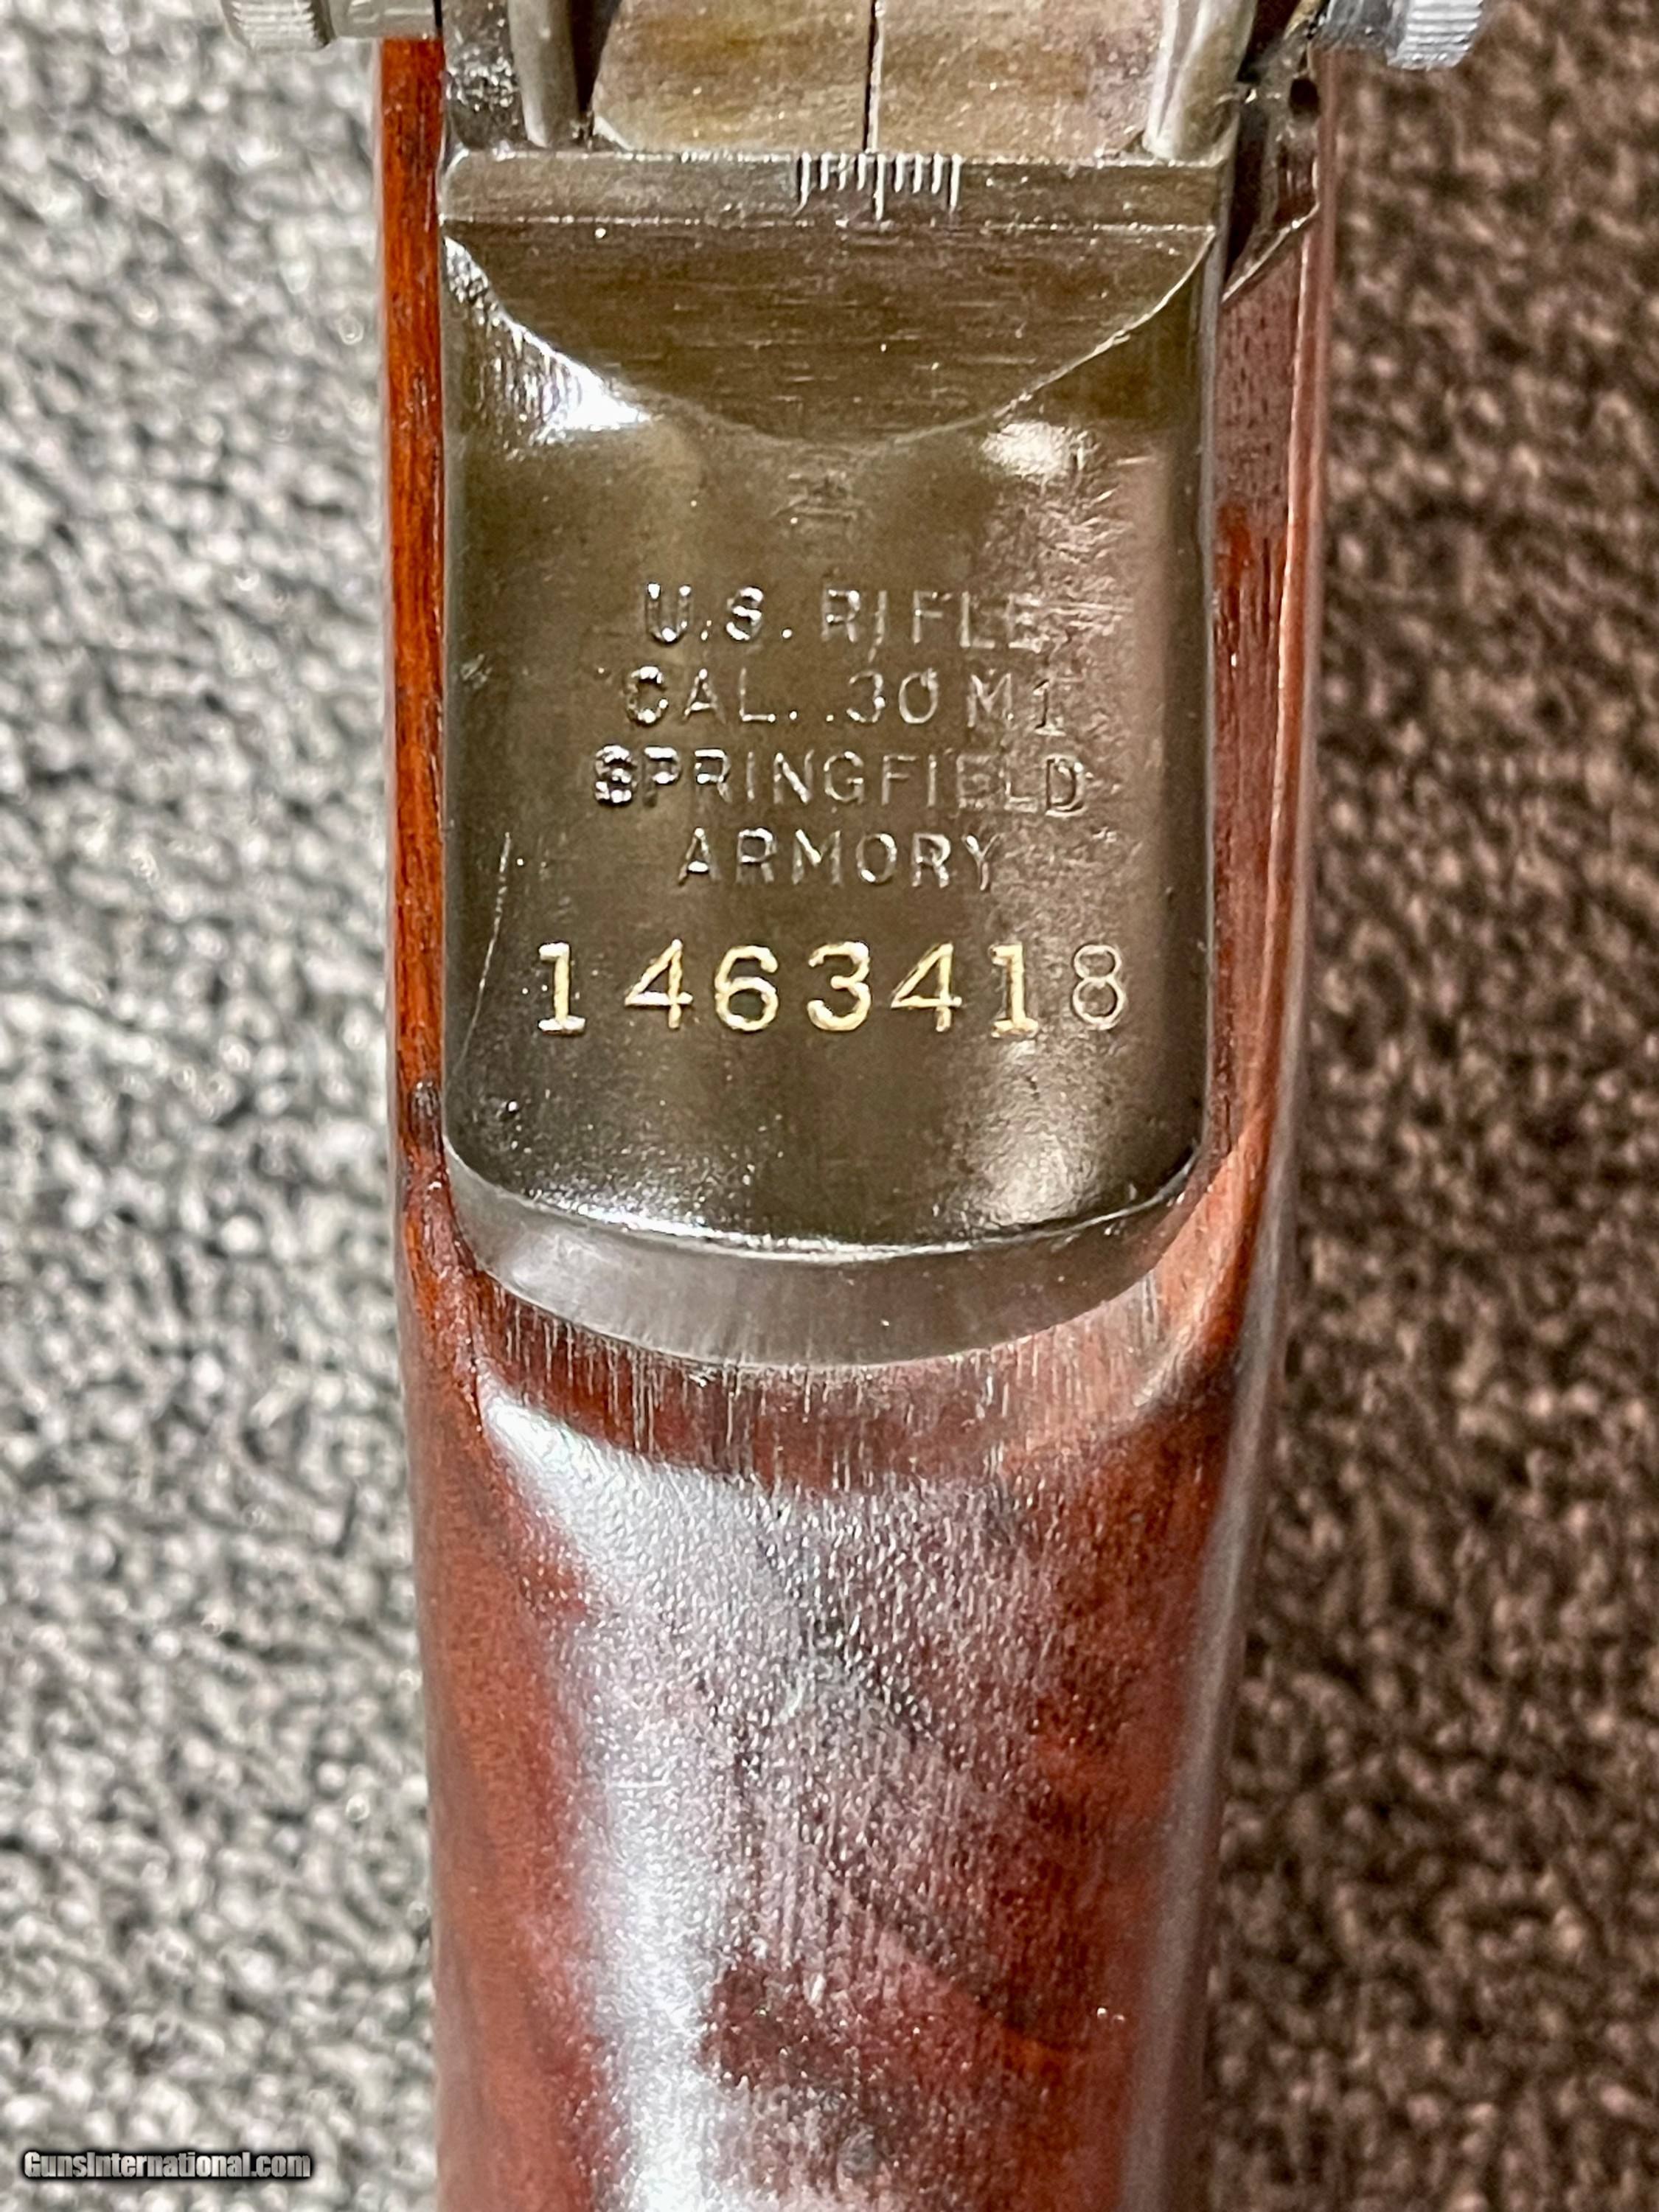 U.S. RIFLE
CAL. .30 M1
SPRINGFIELD
ARMORY
1463418
GunsInternational.com